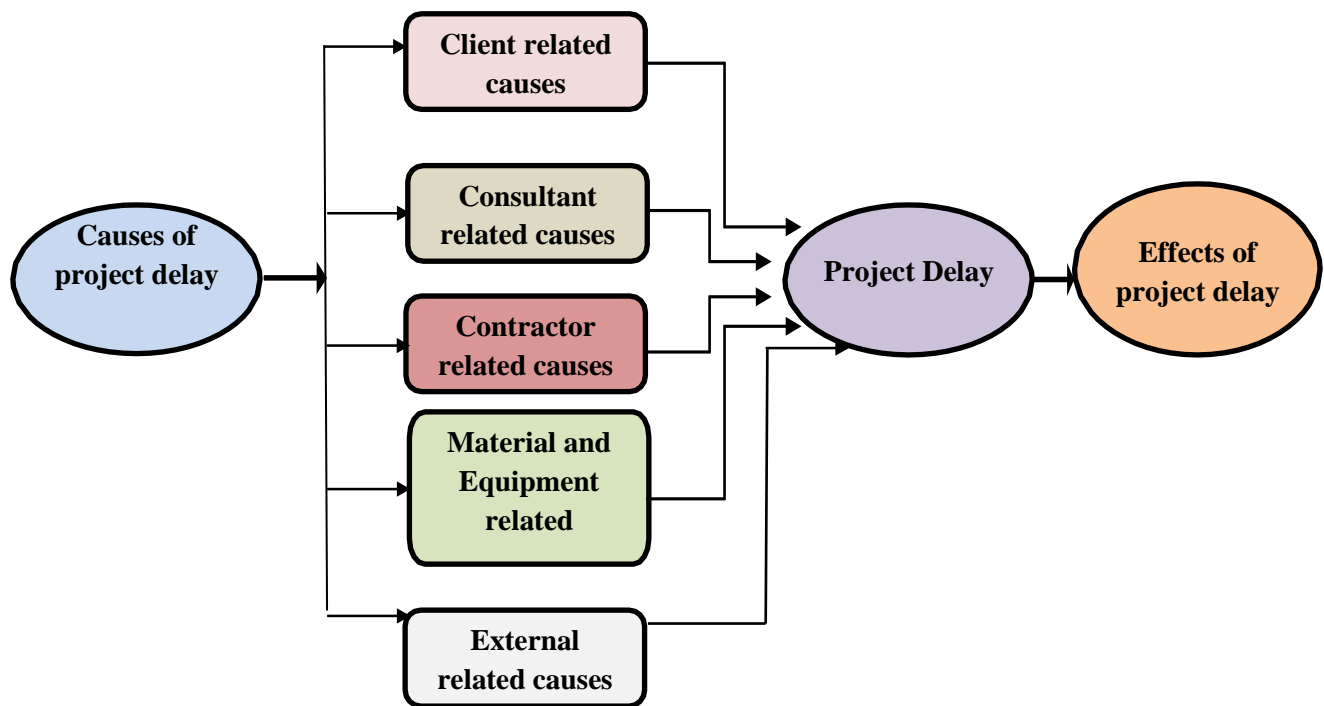 Causes of
project delay
Client related
causes
Consultant
related causes
Contractor
related causes
Material and
Equipment
related
External
related causes
Project Delay
Effects of
project delay